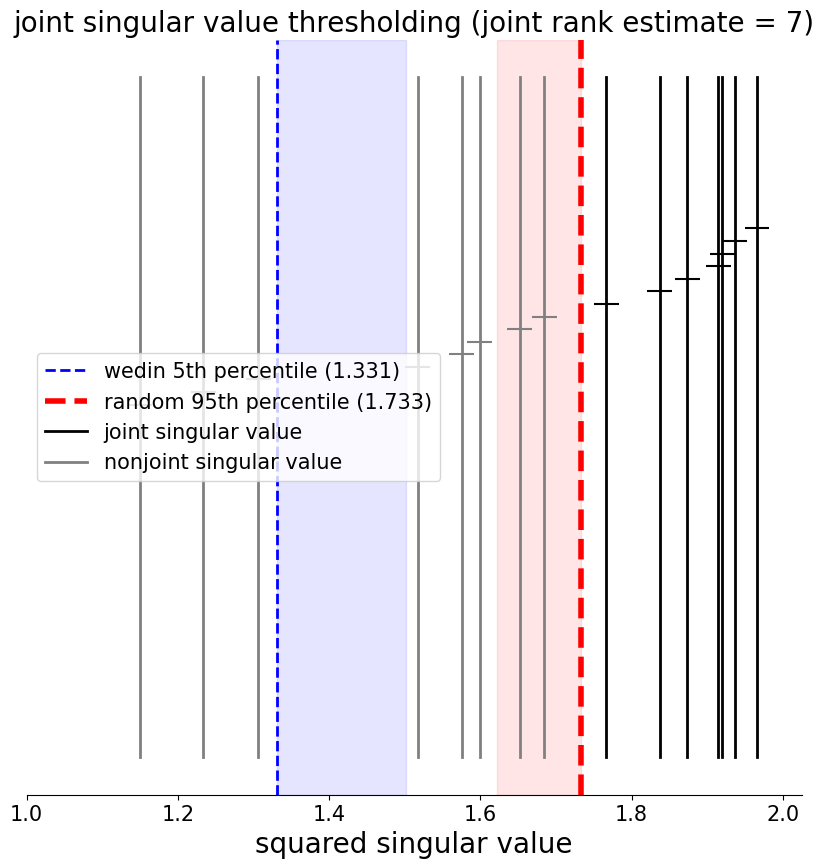 joint singular value thresholding (joint rank estimate = 7)
wedin 5th percentile (1.331)
random 95th percentile (1.733)
joint singular value
nonjoint singular value
1.0 1.2 1.4 1.6 1.8 2.0
squared singular value